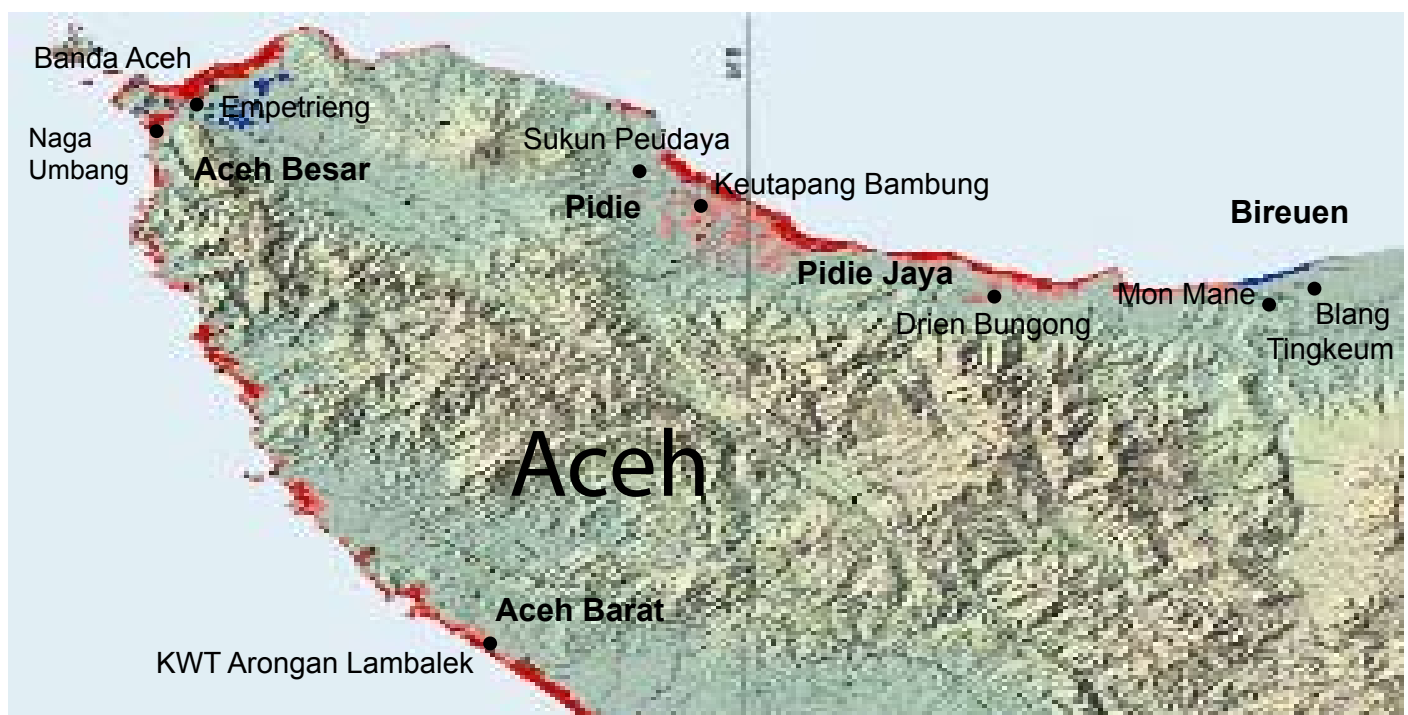 Banda Aceh
Empetrieng
Naga
Umbang
Aceh Besar
Sukun Peudaya
Keutapang Bambung
Pidie
Bireuen
Pidie Jaya
Mon Mane
Drien Bungong
Blang
Tingkeum
Aceh
Aceh Barat
KWT Arongan Lambalek